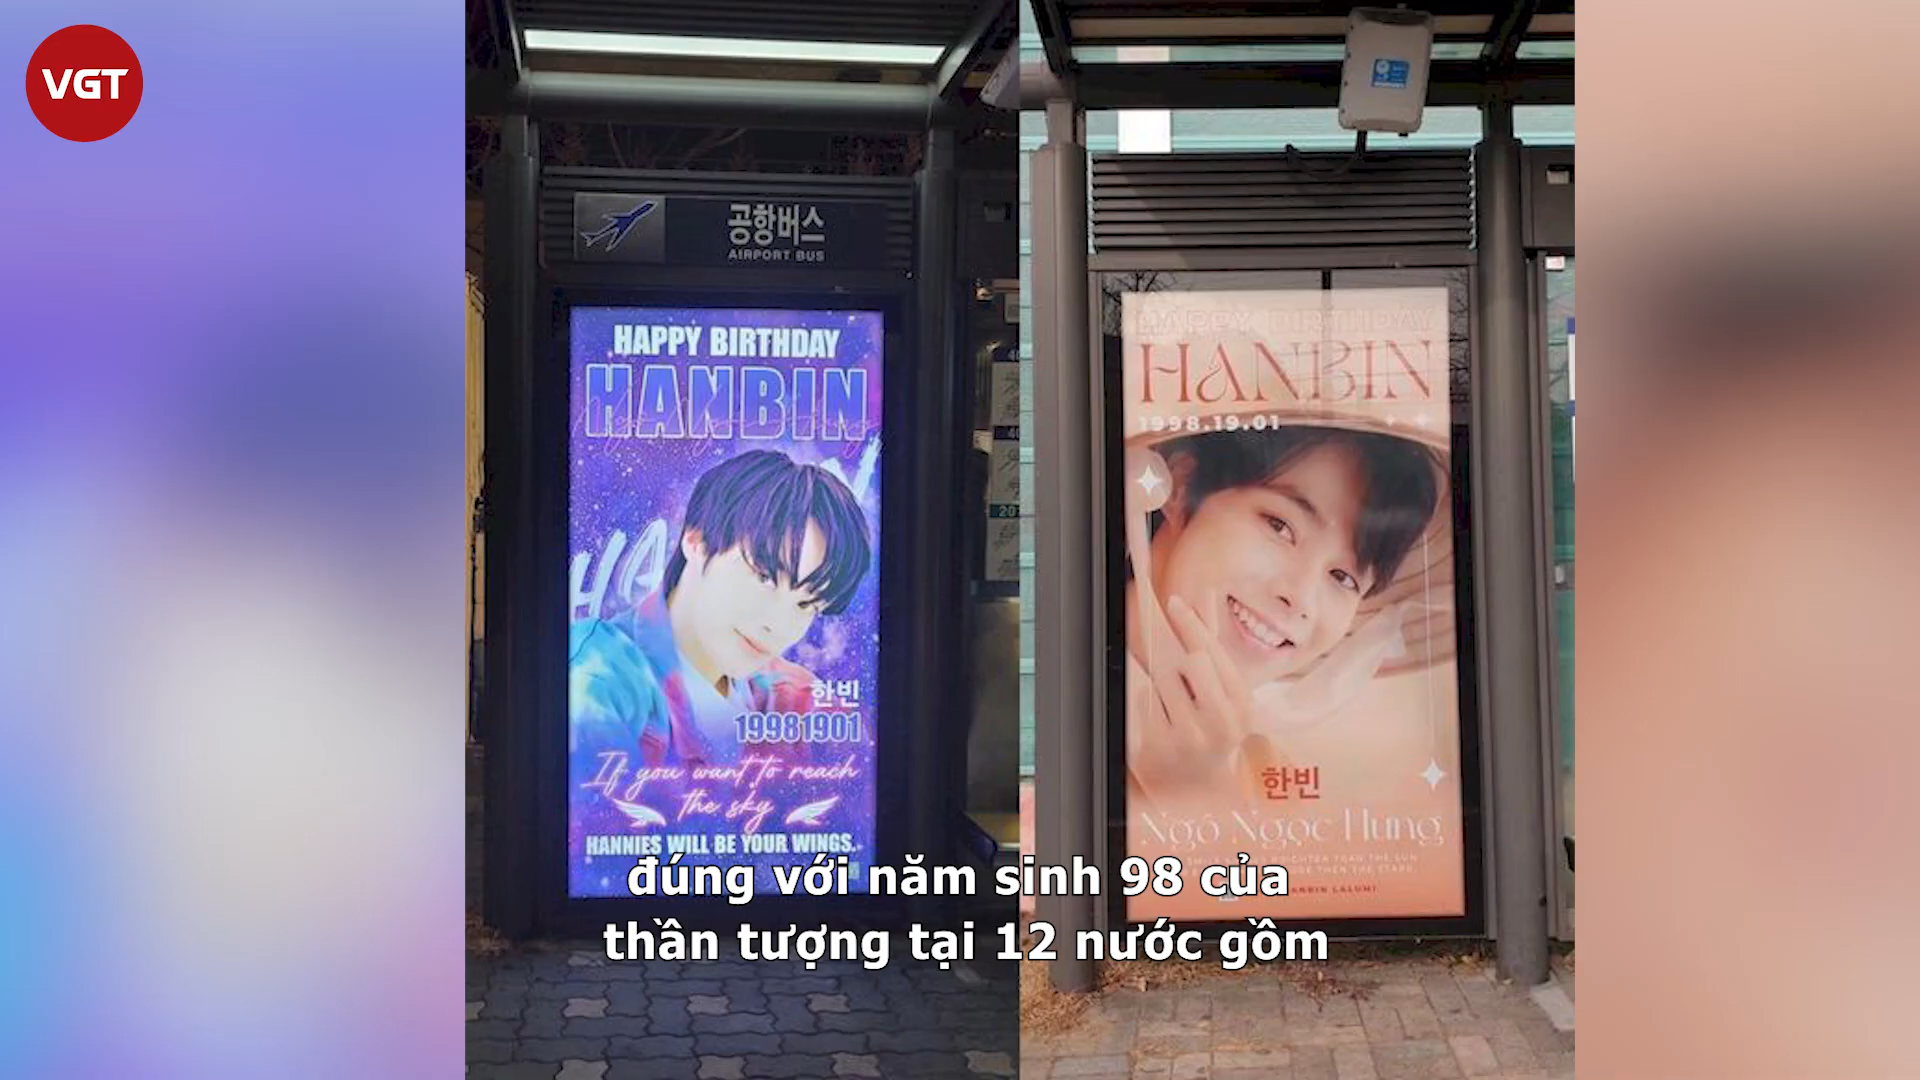 VGT
공항버스
AIRPORT BUS
HAPPY BIRTHDAY
HANBIN
한빈
19981901
If you want to reach
the sky
HANNIES WILL BE YOUR WINGS.
HAPPY BIRTHDAY
HANBIN
1998.19.01
한빈
Ngô Ngọc Hưng
đúng với năm sinh 98 của
thần tượng tại 12 nước gồm